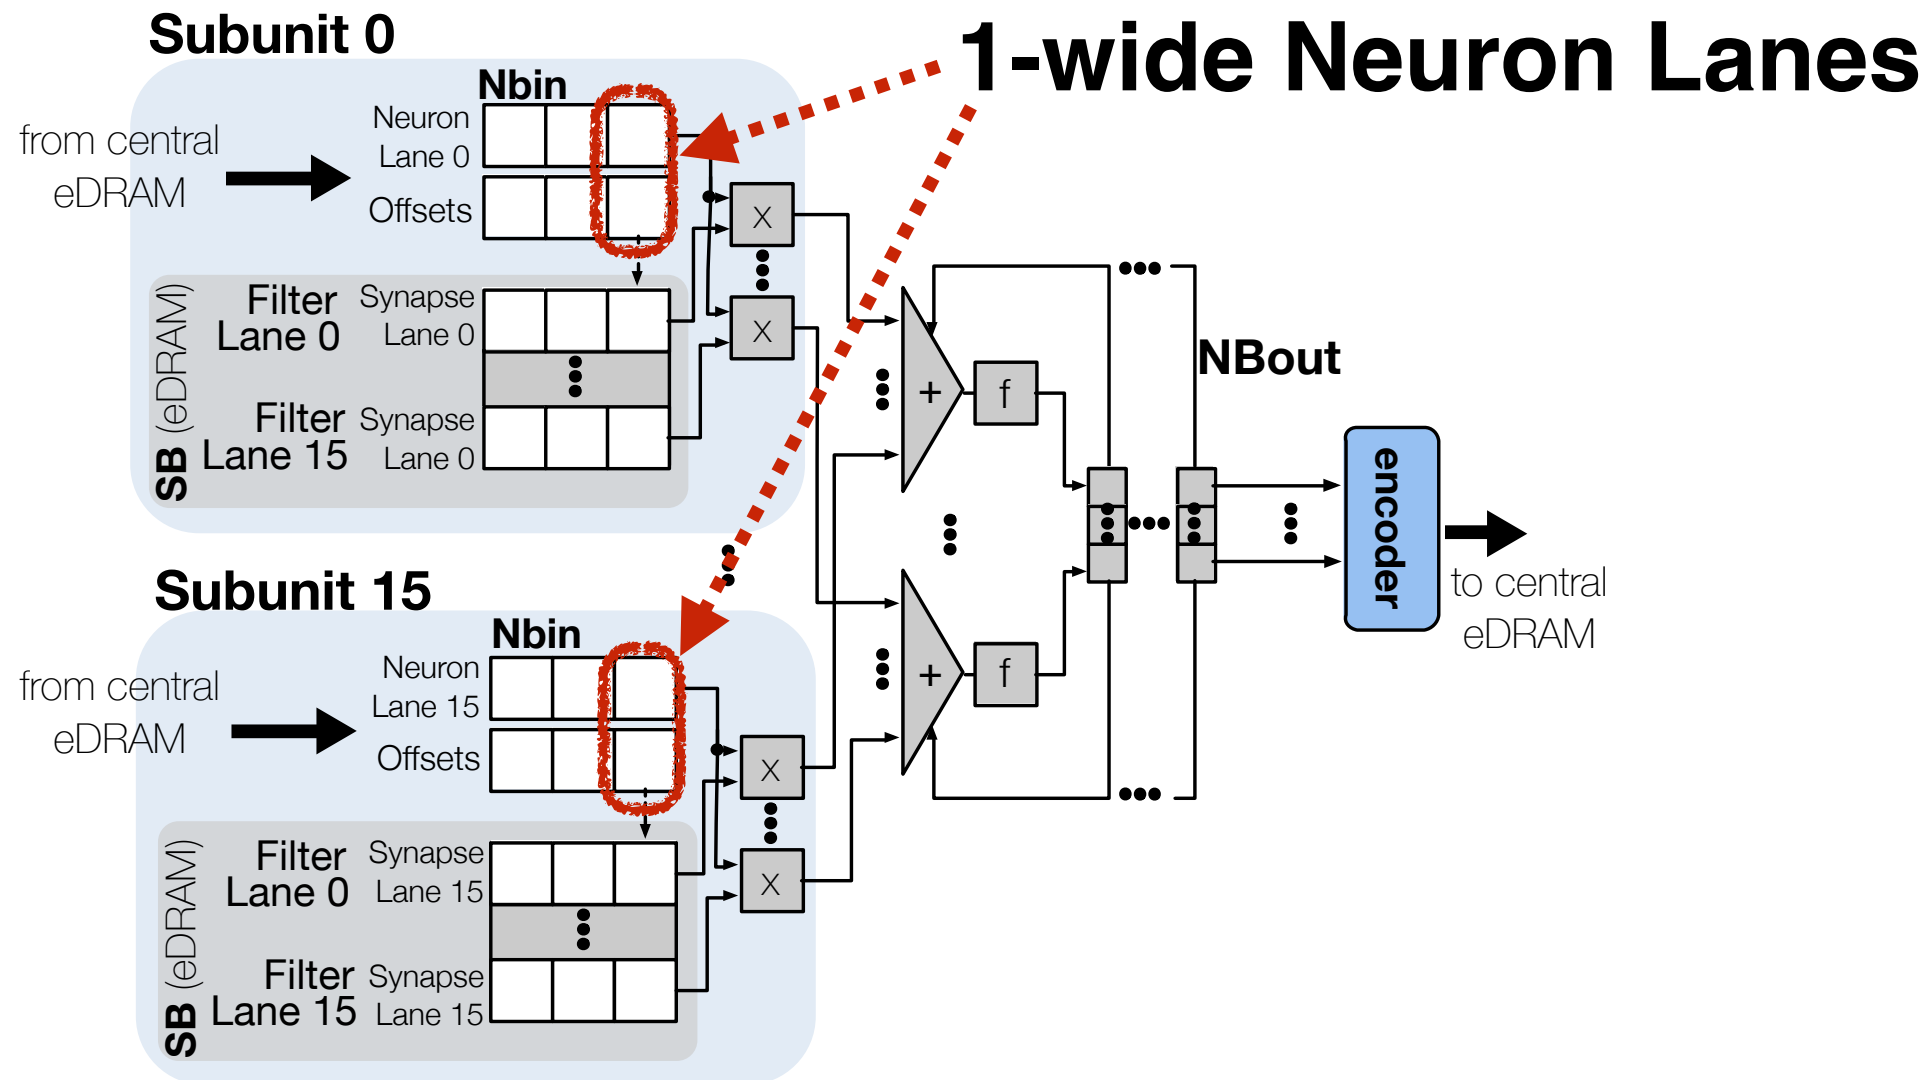 Subunit 0
1-wide Neuron Lanes
Nbin
from central
eDRAM
Neuron
Lane 0
Offsets
X
X
SB (eDRAM)
Filter
Lane 0
Synapse
Lane 0
Filter
Lane 15
Synapse
Lane 0
+
f
NBout
encoder
to central
eDRAM
+
f
Subunit 15
Nbin
from central
eDRAM
Neuron
Lane 15
Offsets
X
X
SB (eDRAM)
Filter
Lane 0
Synapse
Lane 15
Filter
Lane 15
Synapse
Lane 15